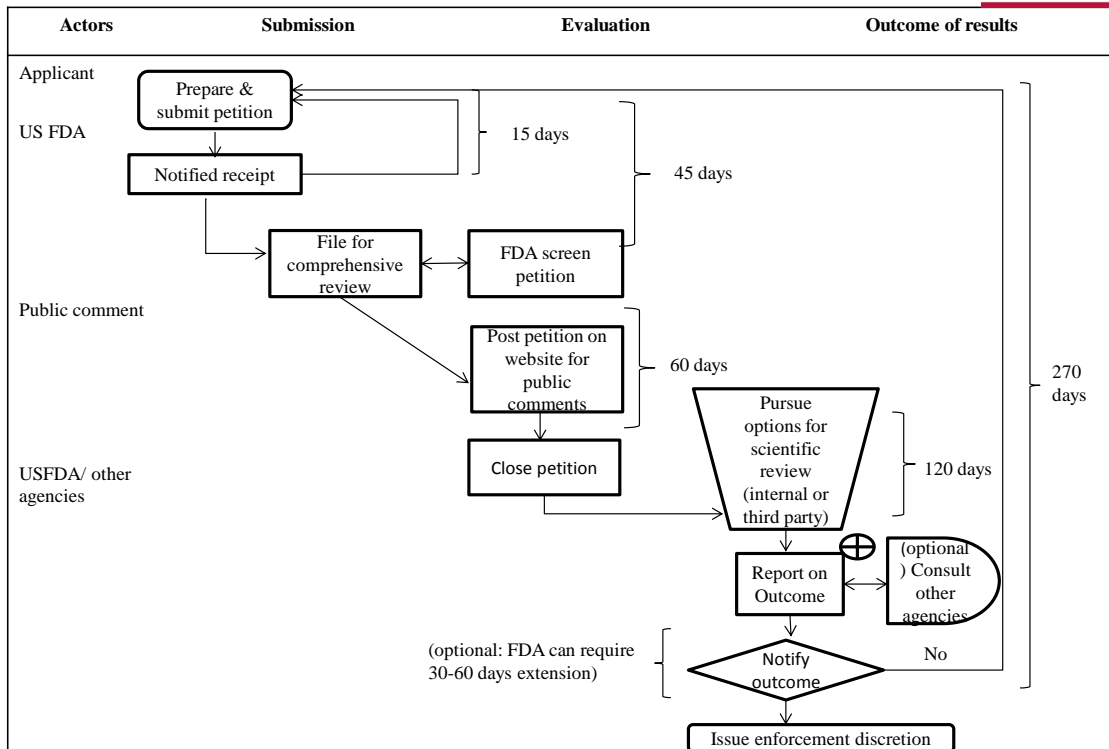 Actors Submission Evaluation Outcome of results
Applicant
Prepare &
submit petition
US FDA
15 days
Notified receipt
45 days
File for
comprehensive
review
FDA screen
petition
Public comment
Post petition on
website for
public
comments
60 days
270
days
Pursue
options for
scientific
review
(internal or
third party)
120 days
Close petition
USFDA/ other
agencies
Report on
Outcome
(optional
) Consult
other
agencies
(optional: FDA can require
30-60 days extension)
Notify
outcome
No
Issue enforcement discretion